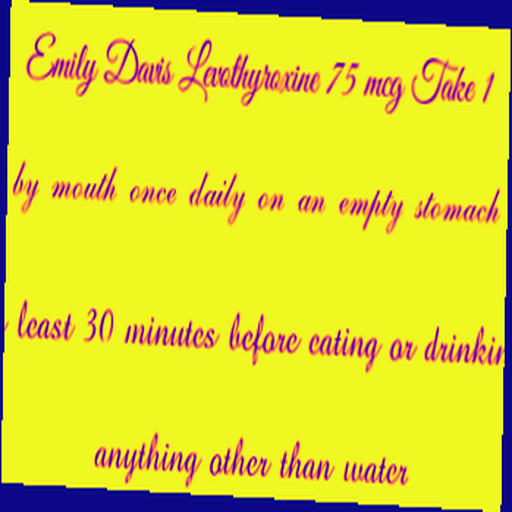 Emily Davis Levothyroxine 75 mcg Take 1
by mouth once daily on an empty stomach
least 30 minutes before eating or
anything other than water